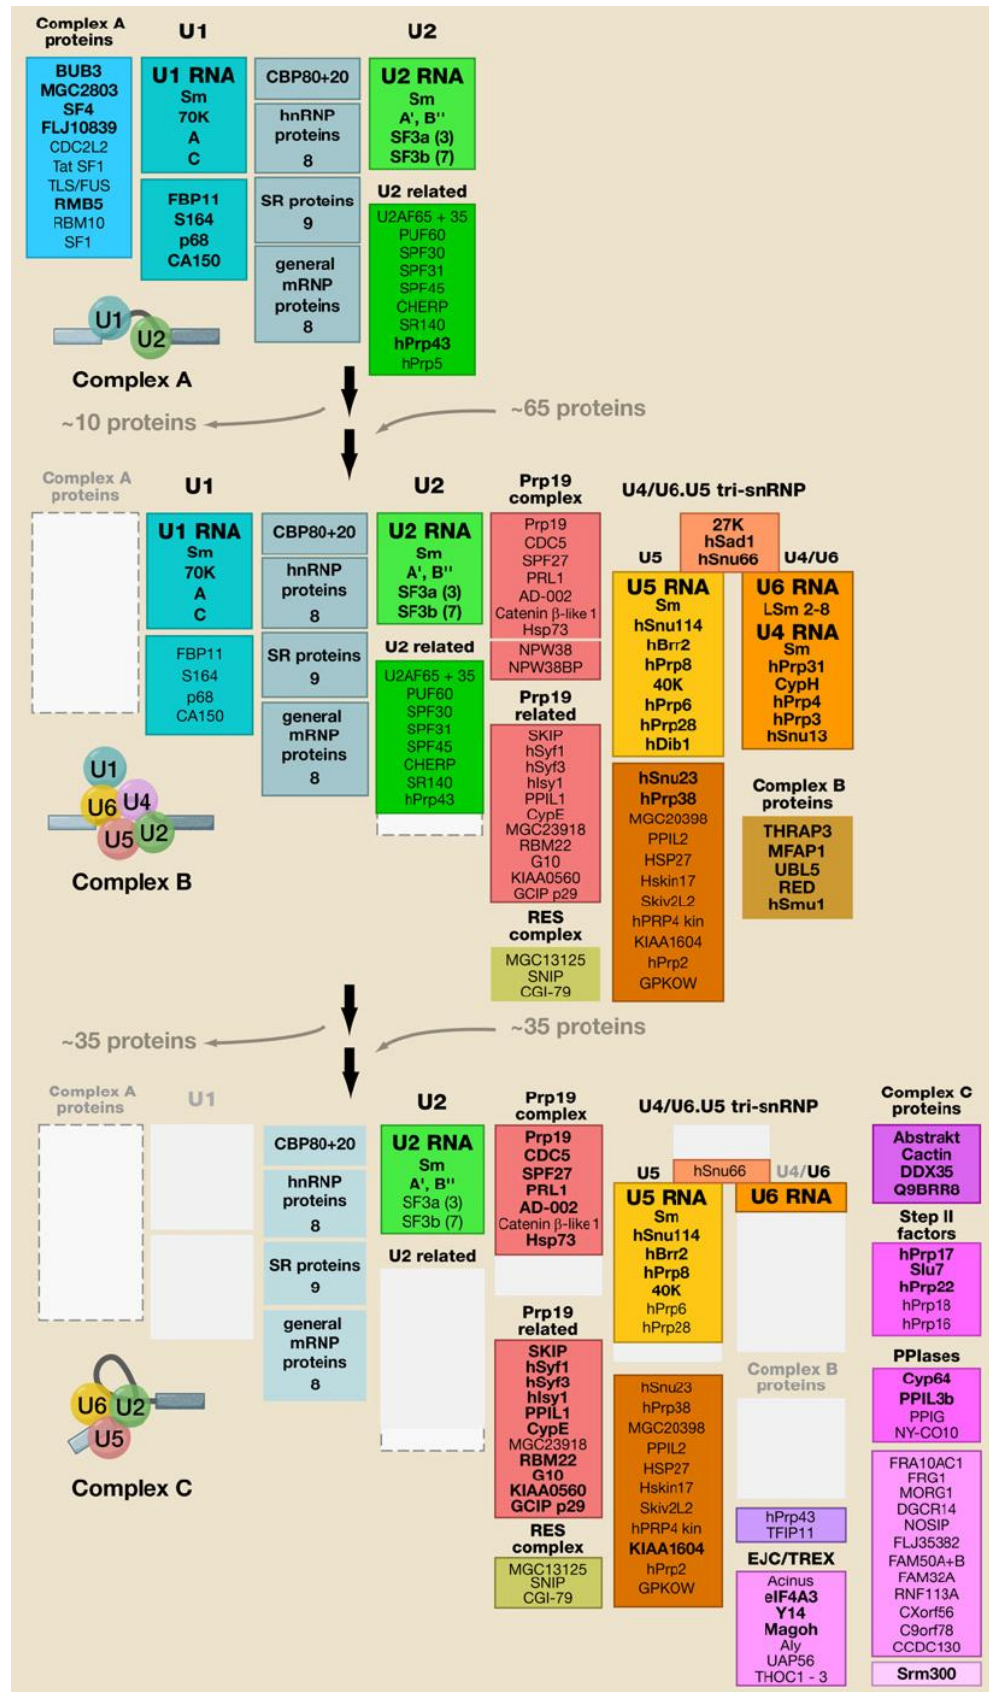 Complex A
proteins
BUB3
MGC2803
SF4
FLJ10839
CDC2L2
Tat SF1
TLS/FUS
RMB5
RBM10
SF1
U1
U1 RNA
Sm
70K
A
C
FBP11
S164
p68
CA150
CBP80+20
hnRNP
proteins
8
SR proteins
9
general
mRNP
proteins
8
U2
U2 RNA
Sm
A', B''
SF3a (3)
SF3b (7)
U2 related
U2AF65 + 35
PUF60
SPF30
SPF31
SPF45
CHERP
SR140
hPrp43
hPrp5
U1
U2
Complex A
~10 proteins
~65 proteins
Complex A
proteins
U1
U1 RNA
Sm
70K
A
C
FBP11
S164
p68
CA150
CBP80+20
hnRNP
proteins
8
SR proteins
9
general
mRNP
proteins
8
U2
U2 RNA
Sm
A', B''
SF3a (3)
SF3b (7)
U2 related
U2AF65 + 35
PUF60
SPF30
SPF31
SPF45
CHERP
SR140
hPrp43
Prp19
complex
Prp19
CDC5
SPF27
PRL1
AD-002
Catenin β-like 1
Hsp73
NPW38
NPW38BP
Prp19
related
SKIP
hSyf1
hSyf3
hIsy1
PPIL1
CypE
MGC23918
RBM22
G10
KIAA0560
GCIP p29
RES
complex
MGC13125
SNIP
CGI-79
U4/U6.U5 tri-snRNP
27K
hSad1
hSnu66
U5
U5 RNA
Sm
hSnu114
hBrr2
hPrp8
40K
hPrp6
hPrp28
hDib1
hSnu23
hPrp38
MGC20398
PPIL2
HSP27
Hskin17
Skiv2L2
hPRP4 kin
KIAA1604
hPrp2
GPKOW
U4/U6
U6 RNA
LSm 2-8
U4 RNA
Sm
hPrp31
CypH
hPrp4
hPrp3
hSnu13
Complex B
proteins
THRAP3
MFAP1
UBL5
RED
hSmu1
U1
U6
U4
U5
U2
Complex B
~35 proteins
~35 proteins
Complex A
proteins
U1
CBP80+20
hnRNP
proteins
8
SR proteins
9
general
mRNP
proteins
8
U2
U2 RNA
Sm
A', B''
SF3a (3)
SF3b (7)
U2 related
Prp19
complex
Prp19
CDC5
SPF27
PRL1
AD-002
Catenin β-like 1
Hsp73
Prp19
related
SKIP
hSyf1
hSyf3
hIsy1
PPIL1
CypE
MGC23918
RBM22
G10
KIAA0560
GCIP p29
RES
complex
MGC13125
SNIP
CGI-79
U4/U6.U5 tri-snRNP
hSnu66
U5
U5 RNA
Sm
hSnu114
hBrr2
hPrp8
40K
hPrp6
hPrp28
hSnu23
hPrp38
MGC20398
PPIL2
HSP27
Hskin17
Skiv2L2
hPRP4 kin
KIAA1604
hPrp2
GPKOW
U4/U6
U6 RNA
Complex B
proteins
hPrp43
TFIP11
EJC/TREX
Acinus
eIF4A3
Y14
Magoh
Aly
UAP56
THOC1 - 3
Complex C
proteins
Abstrakt
Cactin
DDX35
Q9BRR8
Step II
factors
hPrp17
Slu7
hPrp22
hPrp18
hPrp16
PPIases
Cyp64
PPIL3b
PPIG
NY-CO10
FRA10AC1
FRG1
MORG1
DGCR14
NOSIP
FLJ35382
FAM50A+B
FAM32A
RNF113A
CXorf56
C9orf78
CCDC130
Srm300
U6
U2
U5
Complex C